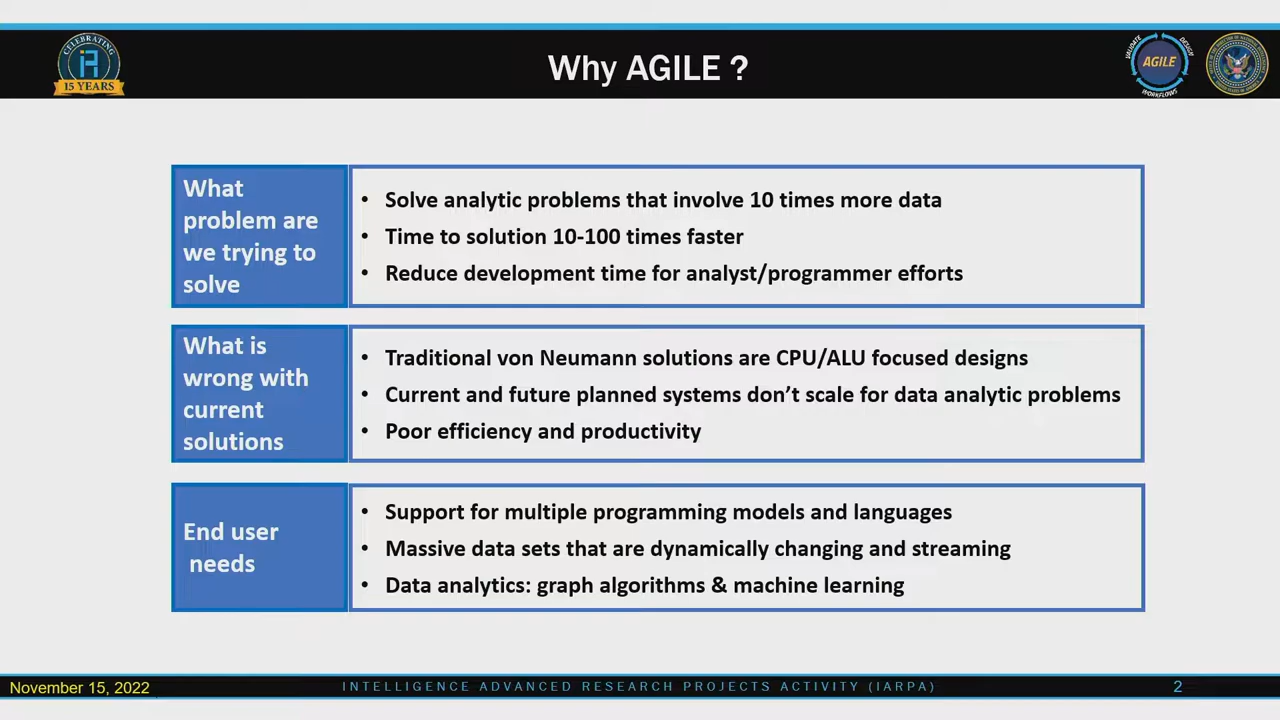 CELEBRATING
15 YEARS
Why AGILE ?
VALIDATE
DESIGN
AGILE
WORKFLOWS
What
problem are
we trying to
solve
• Solve analytic problems that involve 10 times more data
• Time to solution 10-100 times faster
• Reduce development time for analyst/programmer efforts
What is
wrong with
current
solutions
• Traditional von Neumann solutions are CPU/ALU focused designs
• Current and future planned systems don’t scale for data analytic problems
• Poor efficiency and productivity
End user
needs
• Support for multiple programming models and languages
• Massive data sets that are dynamically changing and streaming
• Data analytics: graph algorithms & machine learning
November 15, 2022
INTELLIGENCE ADVANCED RESEARCH PROJECTS ACTIVITY (IARPA)
2